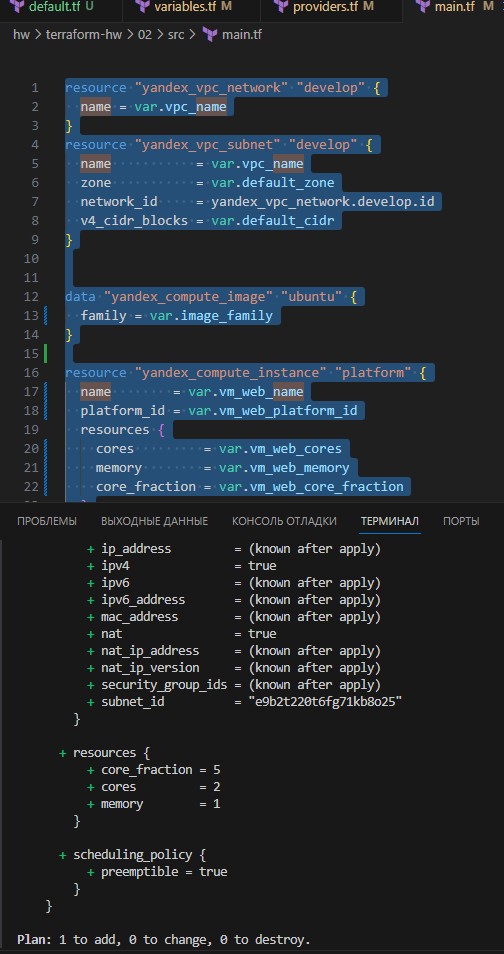 default.tf U variables.tf M providers.tf M main.tf M
hw > terraform-hw > 02 > src > main.tf
1 resource "yandex_vpc_network" "develop" {
2 name = var.vpc_name
3 }
4 resource "yandex_vpc_subnet" "develop" {
5 name = var.vpc_name
6 zone = var.default_zone
7 network_id = yandex_vpc_network.develop.id
8 v4_cidr_blocks = var.default_cidr
9 }
10
11
12 data "yandex_compute_image" "ubuntu" {
13 family = var.image_family
14 }
15
16 resource "yandex_compute_instance" "platform" {
17 name = var.vm_web_name
18 platform_id = var.vm_web_platform_id
19 resources {
20 cores = var.vm_web_cores
21 memory = var.vm_web_memory
22 core_fraction = var.vm_web_core_fraction
ПРОБЛЕМЫ ВЫХОДНЫЕ ДАННЫЕ КОНСОЛЬ ОТЛАДКИ ТЕРМИНАЛ ПОРТЫ
+ ip_address = (known after apply)
+ ipv4 = true
+ ipv6 = (known after apply)
+ ipv6_address = (known after apply)
+ mac_address = (known after apply)
+ nat = true
+ nat_ip_address = (known after apply)
+ nat_ip_version = (known after apply)
+ security_group_ids = (known after apply)
+ subnet_id = "e9b2t220t6fg71kb8o25"
}
+ resources {
+ core_fraction = 5
+ cores = 2
+ memory = 1
}
+ scheduling_policy {
+ preemptible = true
}
}
Plan: 1 to add, 0 to change, 0 to destroy.